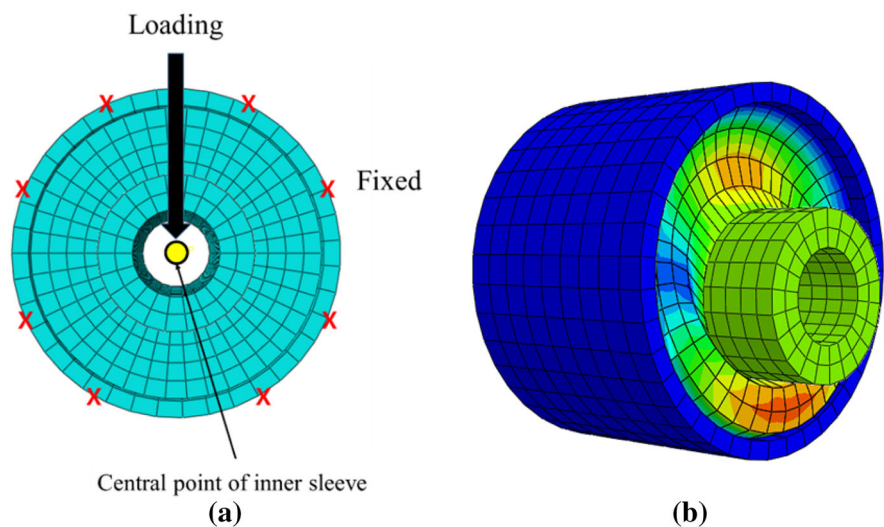 Loading
X X
Fixed
X X
X X
X X
Central point of inner sleeve
(a) (b)